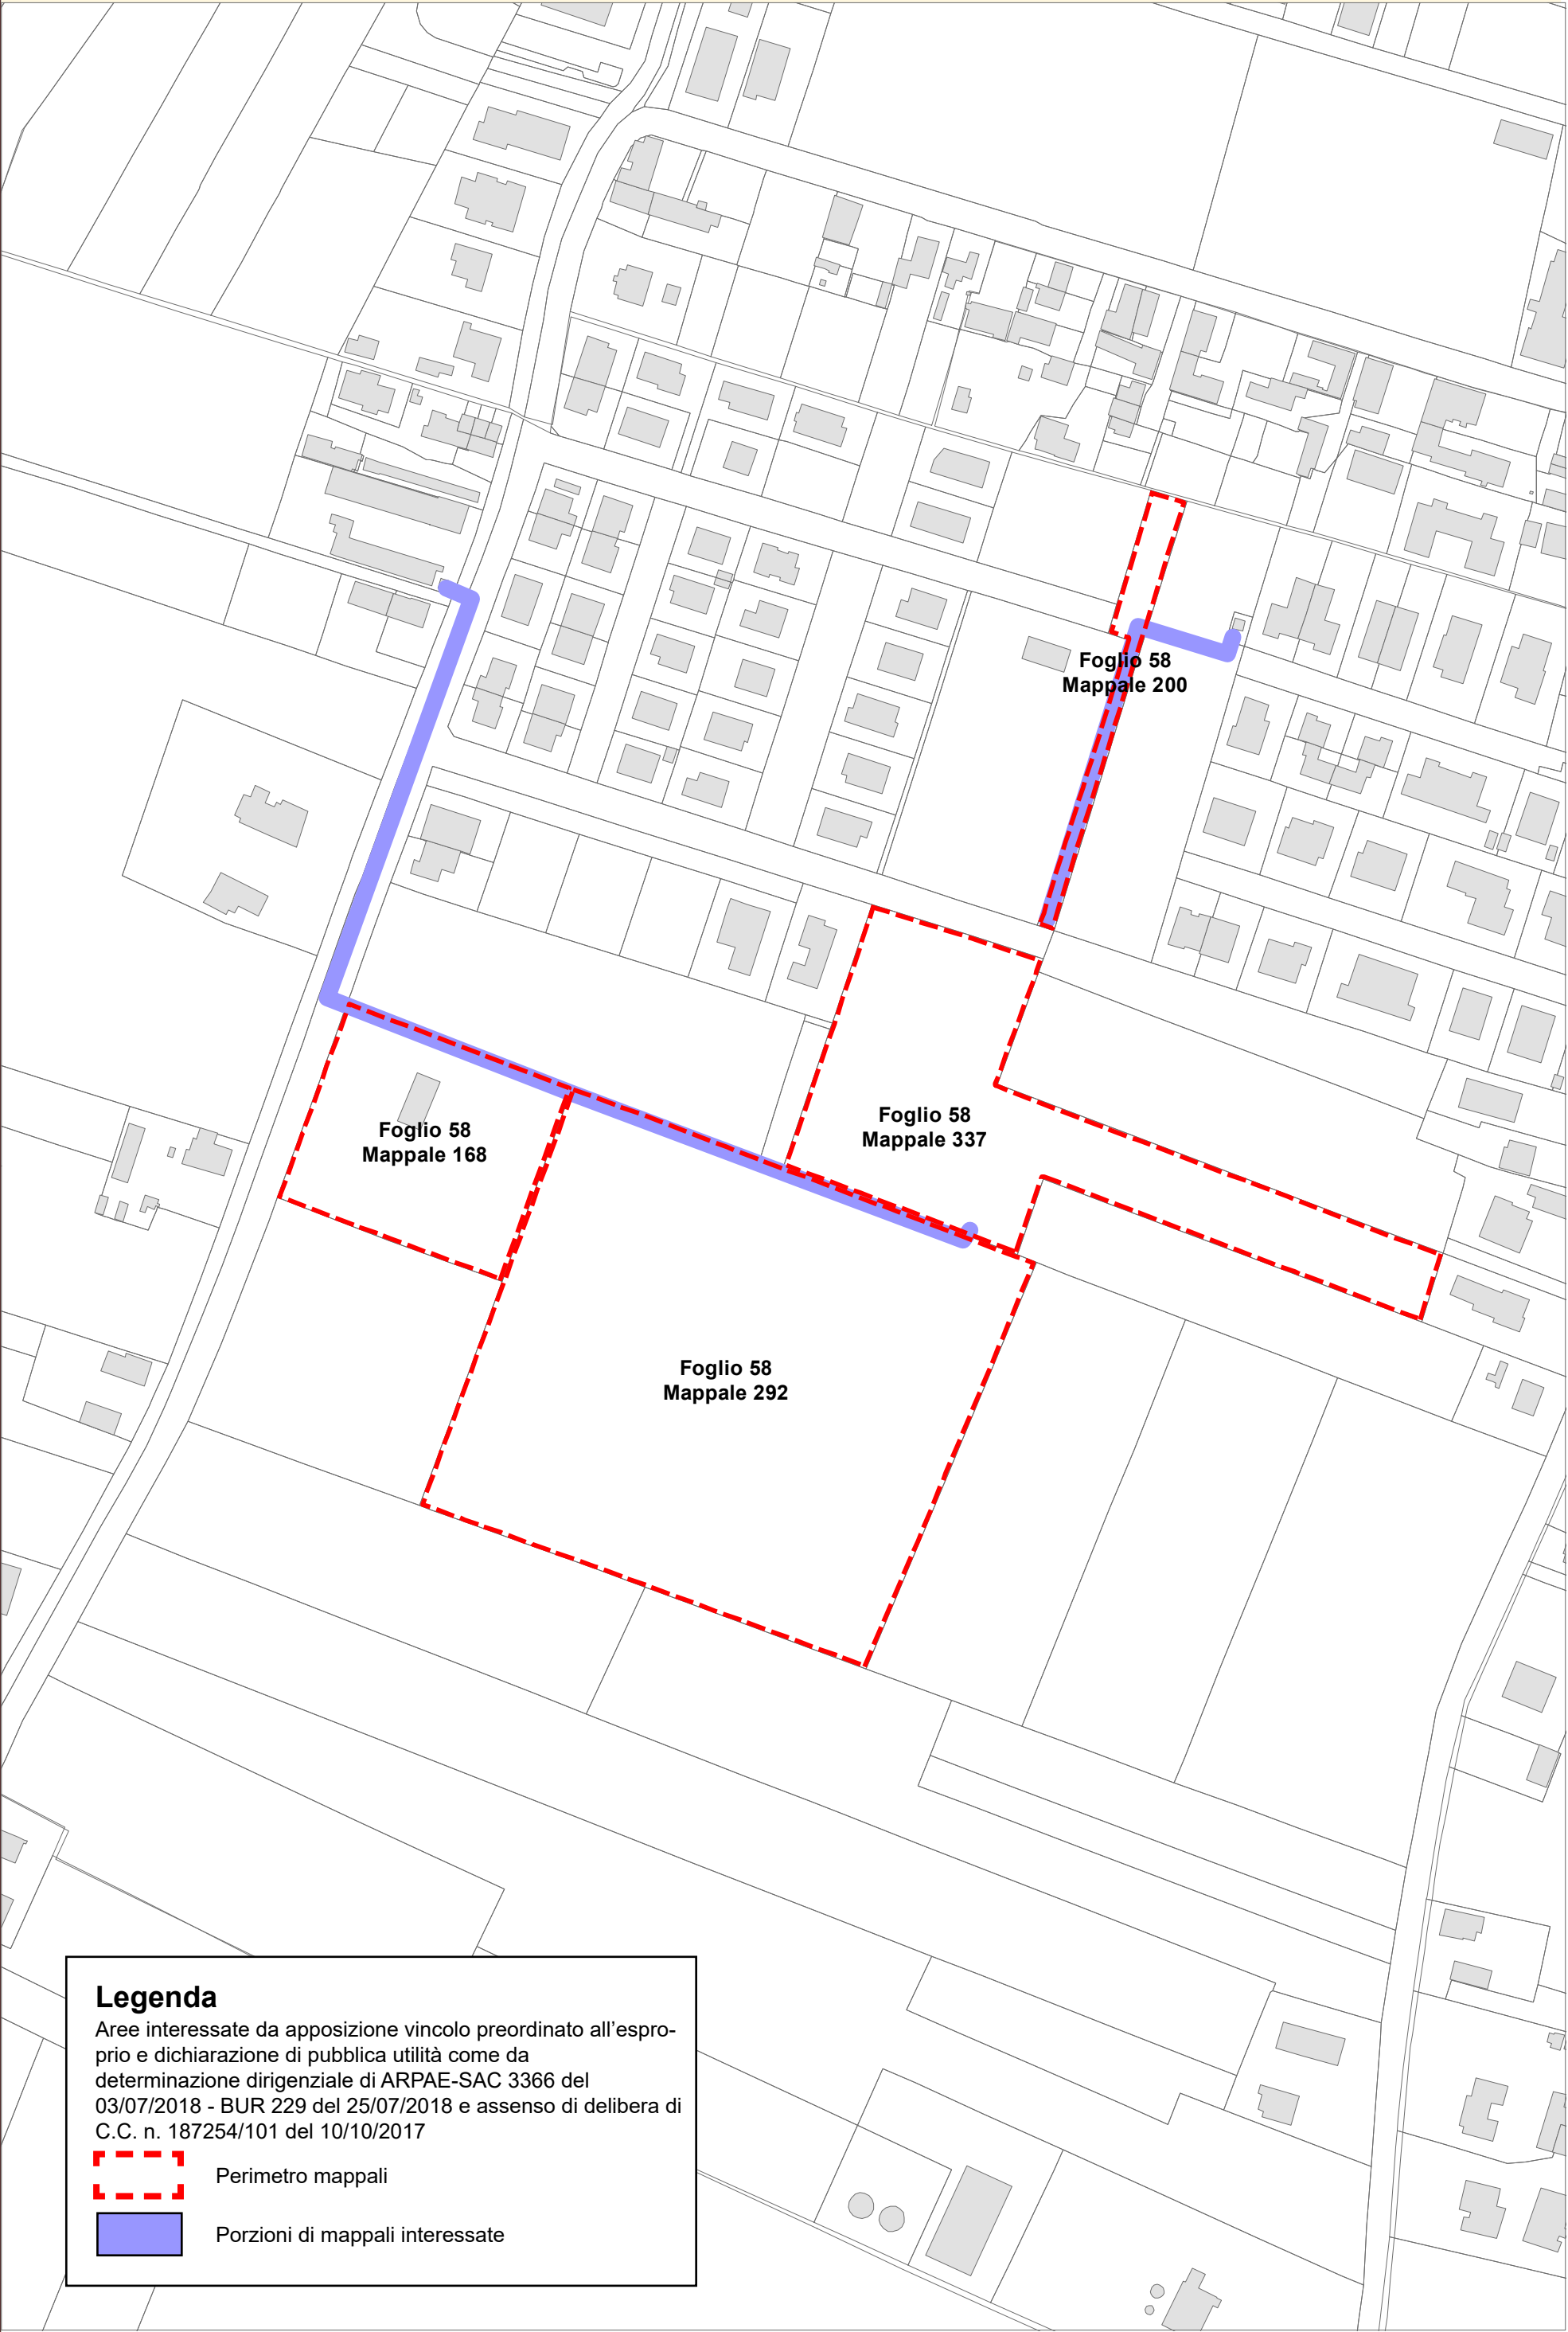 Foglio 58
Mappale 200
Foglio 58
Mappale 337
Foglio 58
Mappale 168
Foglio 58
Mappale 292
Legenda
Aree interessate da apposizione vincolo preordinato all’espro-
prio e dichiarazione di pubblica utilità come da
determinazione dirigenziale di ARPAE-SAC 3366 del
03/07/2018 - BUR 229 del 25/07/2018 e assenso di delibera di
C.C. n. 187254/101 del 10/10/2017
Perimetro mappali
Porzioni di mappali interessate